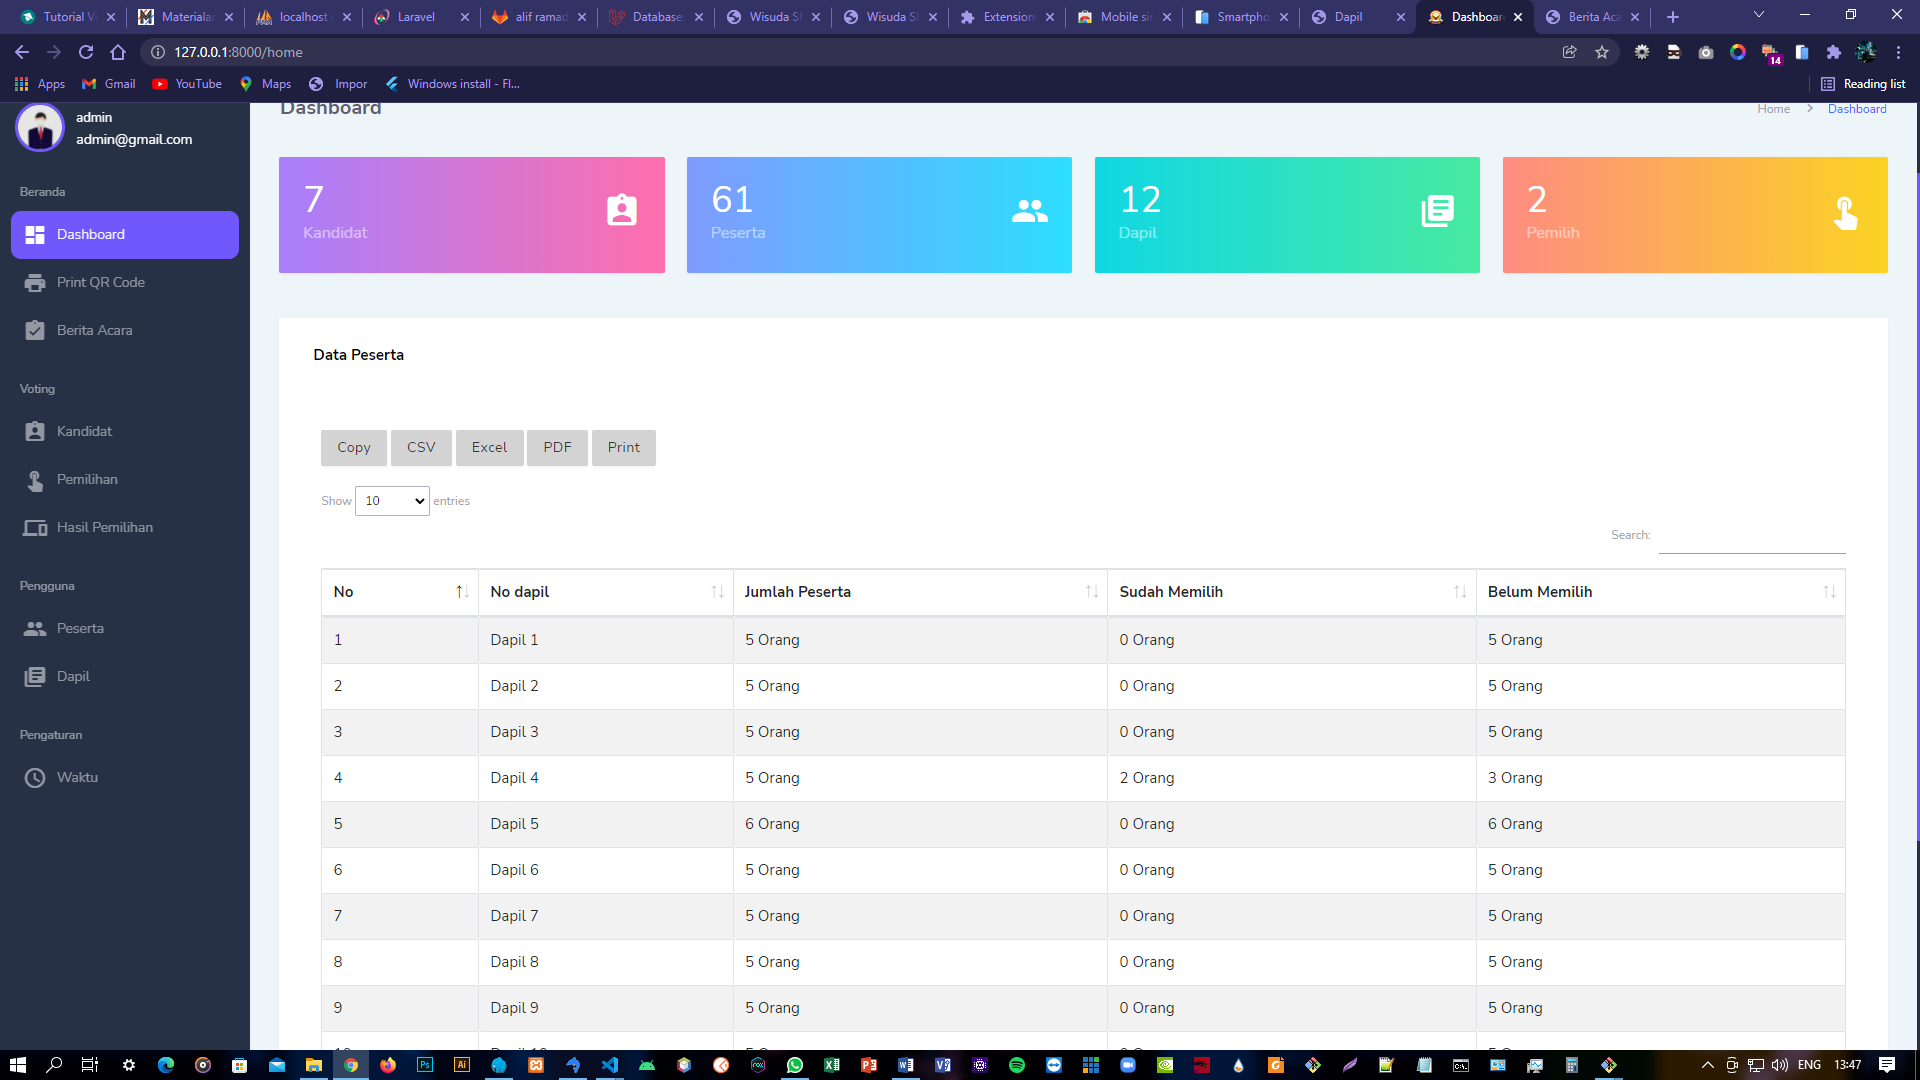 Tutorial V
Materialar
localhost
Laravel
alif ramad
Database
Wisuda S
Wisuda S
Extension
Mobile sir
Smartpho
Dapil
Dashboar
Berita Aca
127.0.0.1:8000/home
14
Apps
Gmail
YouTube
Maps
Impor
Windows install - Fl...
Reading list
admin
admin@gmail.com
Dashboard
Home > Dashboard
Beranda
Dashboard
Print QR Code
Berita Acara
Voting
Kandidat
Pemilihan
Hasil Pemilihan
Pengguna
Peserta
Dapil
Pengaturan
Waktu
7
Kandidat
61
Peserta
12
Dapil
2
Pemilih
Data Peserta
Copy CSV Excel PDF Print
Show 10 entries
Search:
No No dapil Jumlah Peserta Sudah Memilih Belum Memilih
1 Dapil 1 5 Orang 0 Orang 5 Orang
2 Dapil 2 5 Orang 0 Orang 5 Orang
3 Dapil 3 5 Orang 0 Orang 5 Orang
4 Dapil 4 5 Orang 2 Orang 3 Orang
5 Dapil 5 6 Orang 0 Orang 6 Orang
6 Dapil 6 5 Orang 0 Orang 5 Orang
7 Dapil 7 5 Orang 0 Orang 5 Orang
8 Dapil 8 5 Orang 0 Orang 5 Orang
9 Dapil 9 5 Orang 0 Orang 5 Orang
ENG 13:47